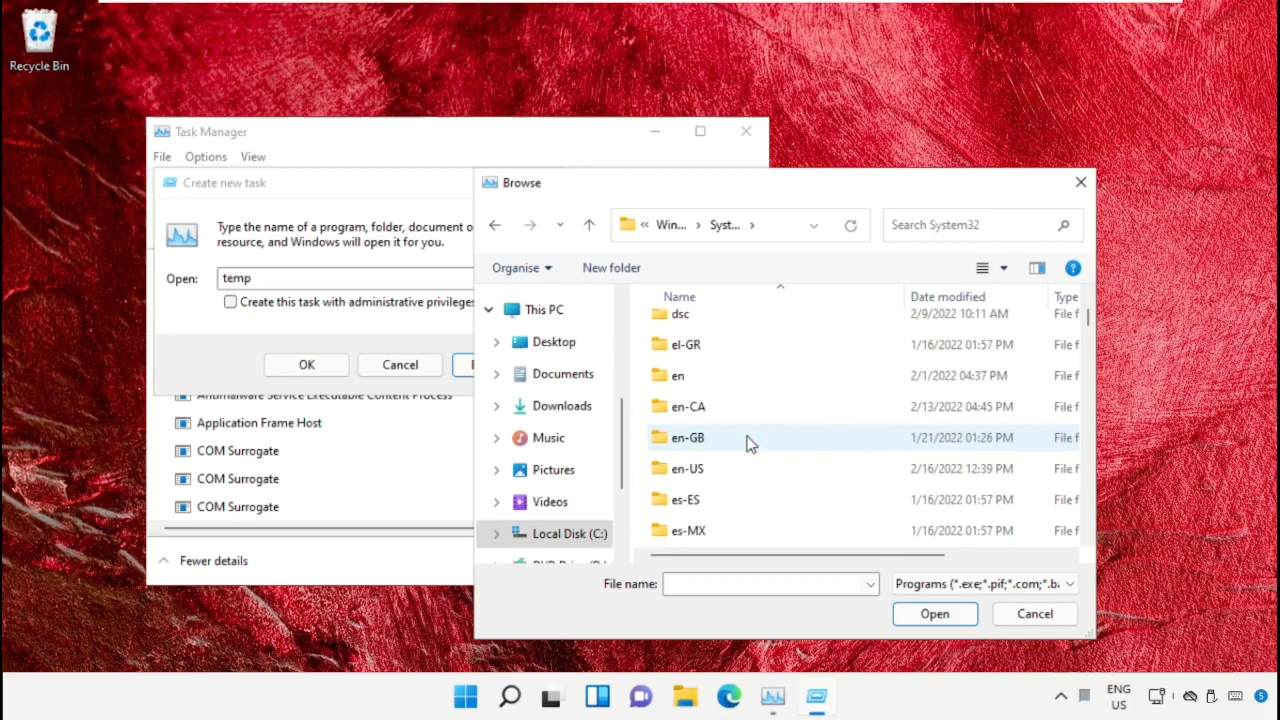 Recycle Bin
Task Manager
File Options View
Create new task
Type the name of a program, folder, document o
resource, and Windows will open it for you.
Open: temp
Create this task with administrative privileges
OK Cancel
Antimalware Service Executable Content Process
Application Frame Host
COM Surrogate
COM Surrogate
COM Surrogate
Fewer details
Browse
« Win... › Syst... ›
Search System32
Organise New folder
This PC
Desktop
Documents
Downloads
Music
Pictures
Videos
Local Disk (C:)
Name Date modified Type
dsc 2/9/2022 10:11 AM File f
el-GR 1/16/2022 01:57 PM File f
en 2/1/2022 04:37 PM File f
en-CA 2/13/2022 04:45 PM File f
en-GB 1/21/2022 01:26 PM File f
en-US 2/16/2022 12:39 PM File f
es-ES 1/16/2022 01:57 PM File f
es-MX 1/16/2022 01:57 PM File f
File name: Programs (*.exe;*.pif;*.com;*.ba
Open Cancel
ENG
US
5